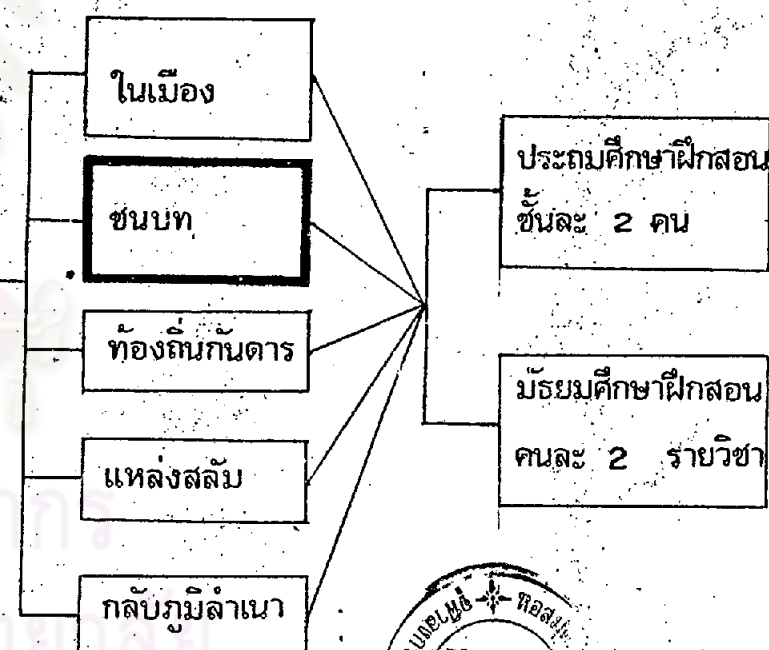 ในเมือง
ชนบท
ท้องถิ่นกันดาร
แหล่งสลัม
กลับภูมิลำเนา
ประถมศึกษาฝึกสอน
ชั้นละ 2 คน
มัธยมศึกษาฝึกสอน
คนละ 2 รายวิชา